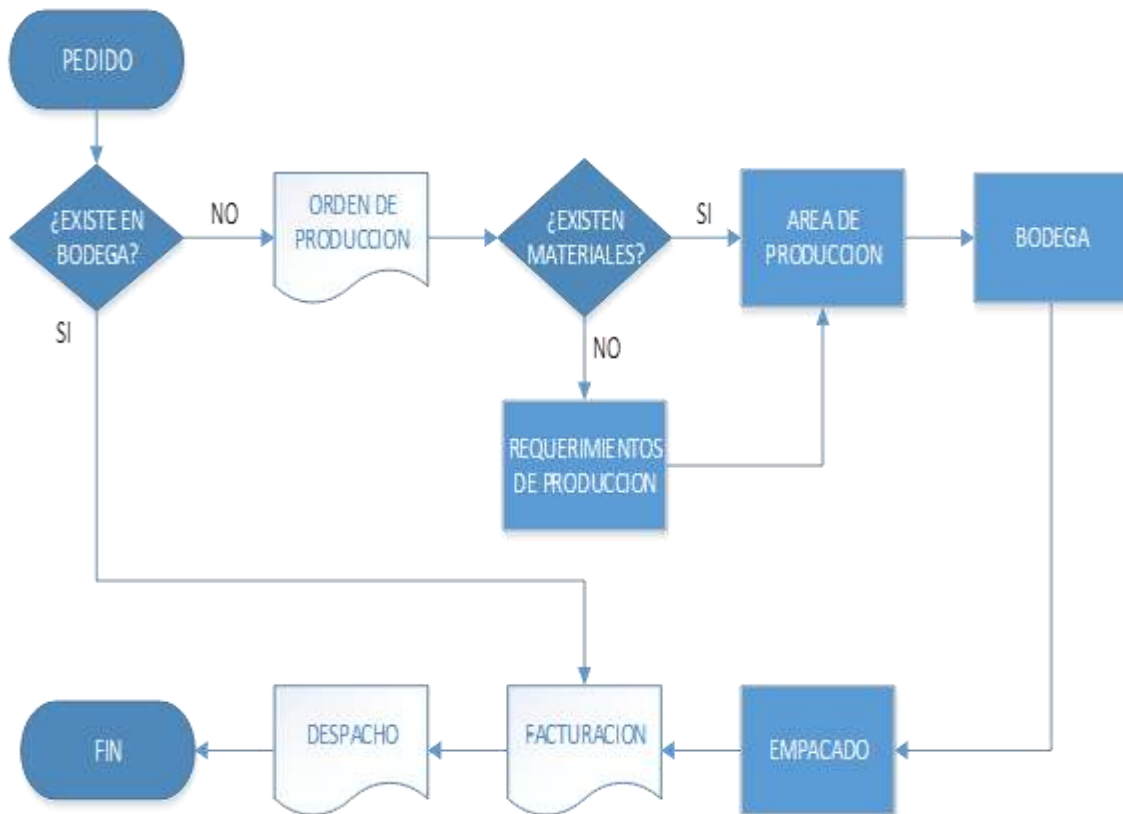 PEDIDO
¿EXISTE EN
BODEGA?
NO
ORDEN DE
PRODUCCION
¿EXISTEN
MATERIALES?
SI
AREA DE
PRODUCCION
BODEGA
SI
NO
REQUERIMIENTOS
DE PRODUCCION
FIN
DESPACHO
FACTURACION
EMPACADO